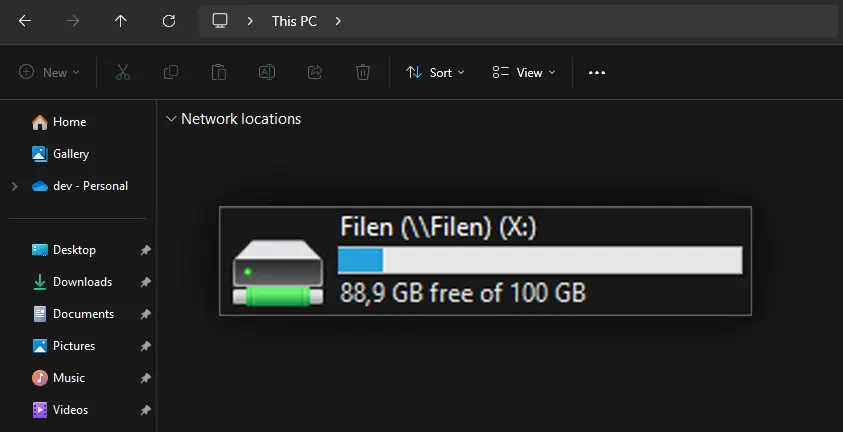 This PC
New
Sort
View
Home
Gallery
dev - Personal
Desktop
Downloads
Documents
Pictures
Music
Videos
Network locations
Filen (\\Filen) (X:)
88,9 GB free of 100 GB